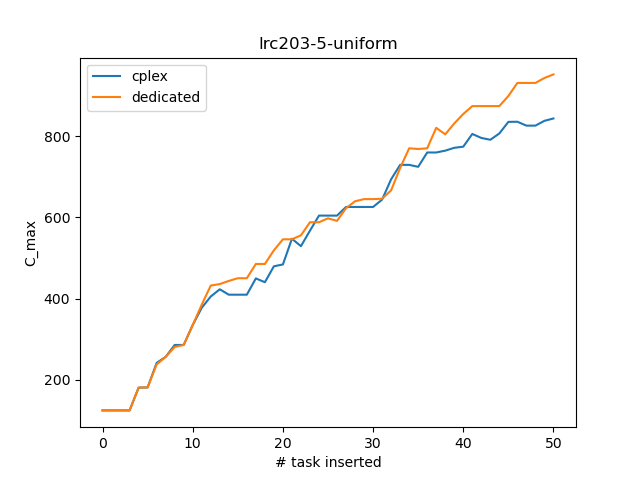 lrc203-5-uniform
cplex
dedicated
800
600
400
200
C_max
0 10 20 30 40 50
# task inserted